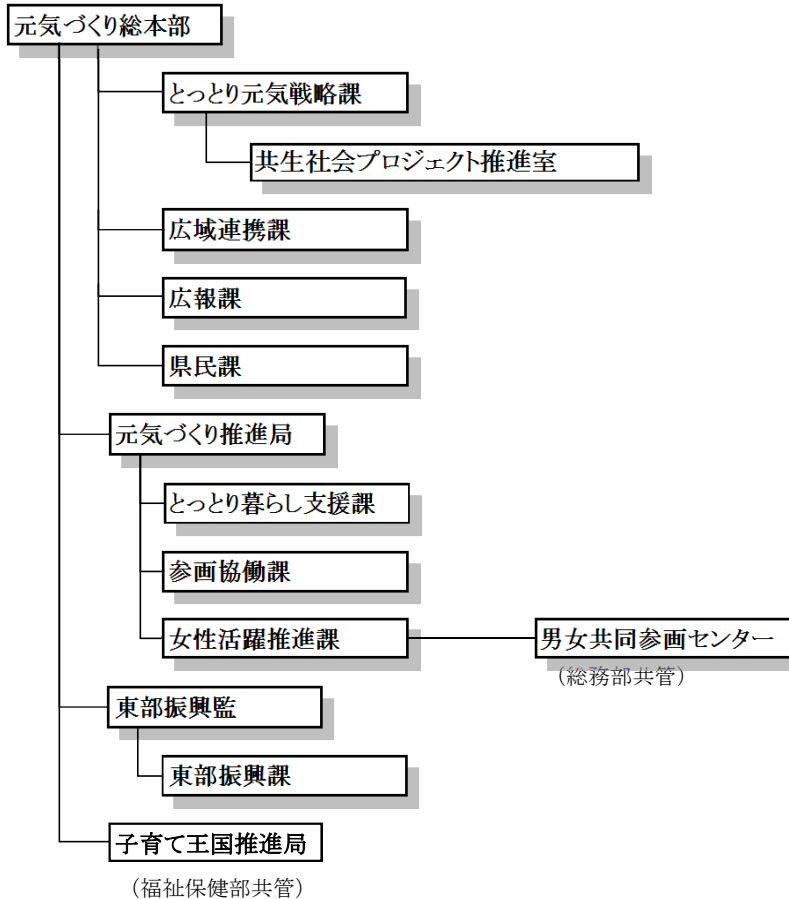 元気づくり総本部
とっとり元気戦略課
共生社会プロジェクト推進室
広域連携課
広報課
県民課
元気づくり推進局
とっとり暮らし支援課
参画協働課
女性活躍推進課
男女共同参画センター
（総務部共管）
東部振興監
東部振興課
子育て王国推進局
（福祉保健部共管）